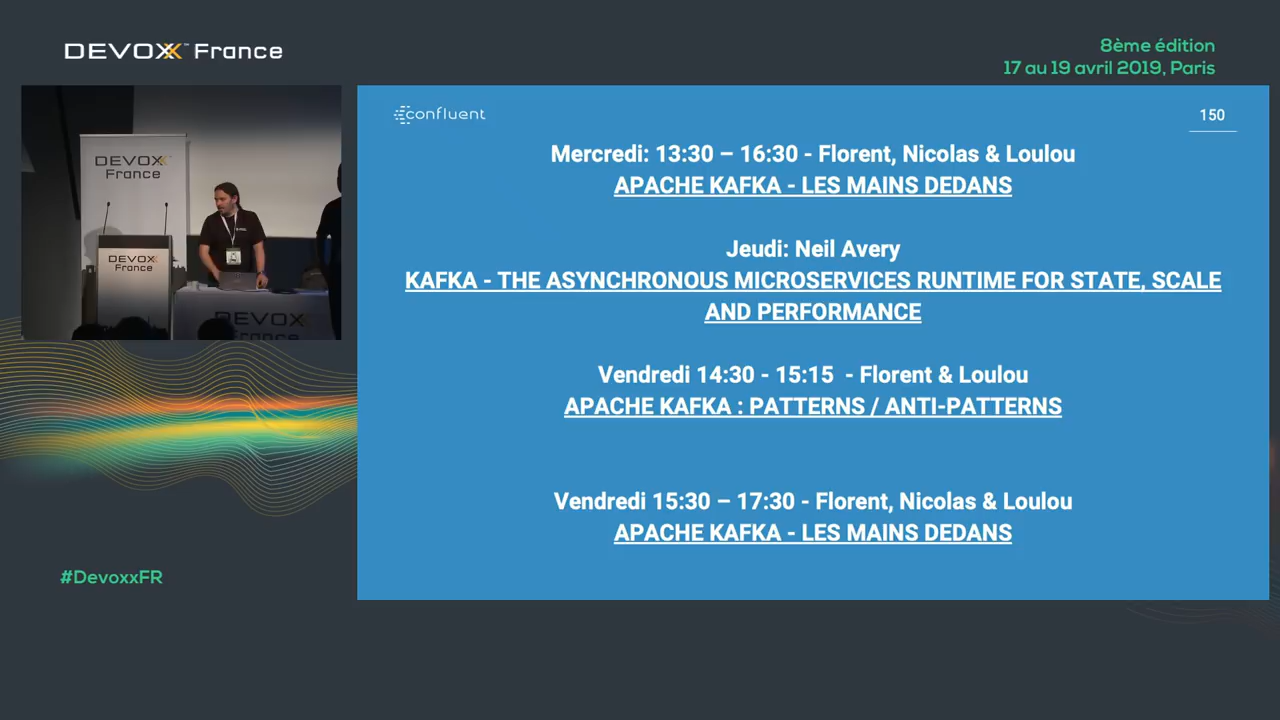 DEVOXX™ France
8ème édition
17 au 19 avril 2019, Paris
confluent
150
Mercredi: 13:30 – 16:30 - Florent, Nicolas & Loulou
APACHE KAFKA - LES MAINS DEDANS
Jeudi: Neil Avery
KAFKA - THE ASYNCHRONOUS MICROSERVICES RUNTIME FOR STATE, SCALE
AND PERFORMANCE
Vendredi 14:30 - 15:15 - Florent & Loulou
APACHE KAFKA : PATTERNS / ANTI-PATTERNS
Vendredi 15:30 – 17:30 - Florent, Nicolas & Loulou
APACHE KAFKA - LES MAINS DEDANS
DEVOXX
France
DEVOXX
France
DEVOXX
France
#DevoxxFR